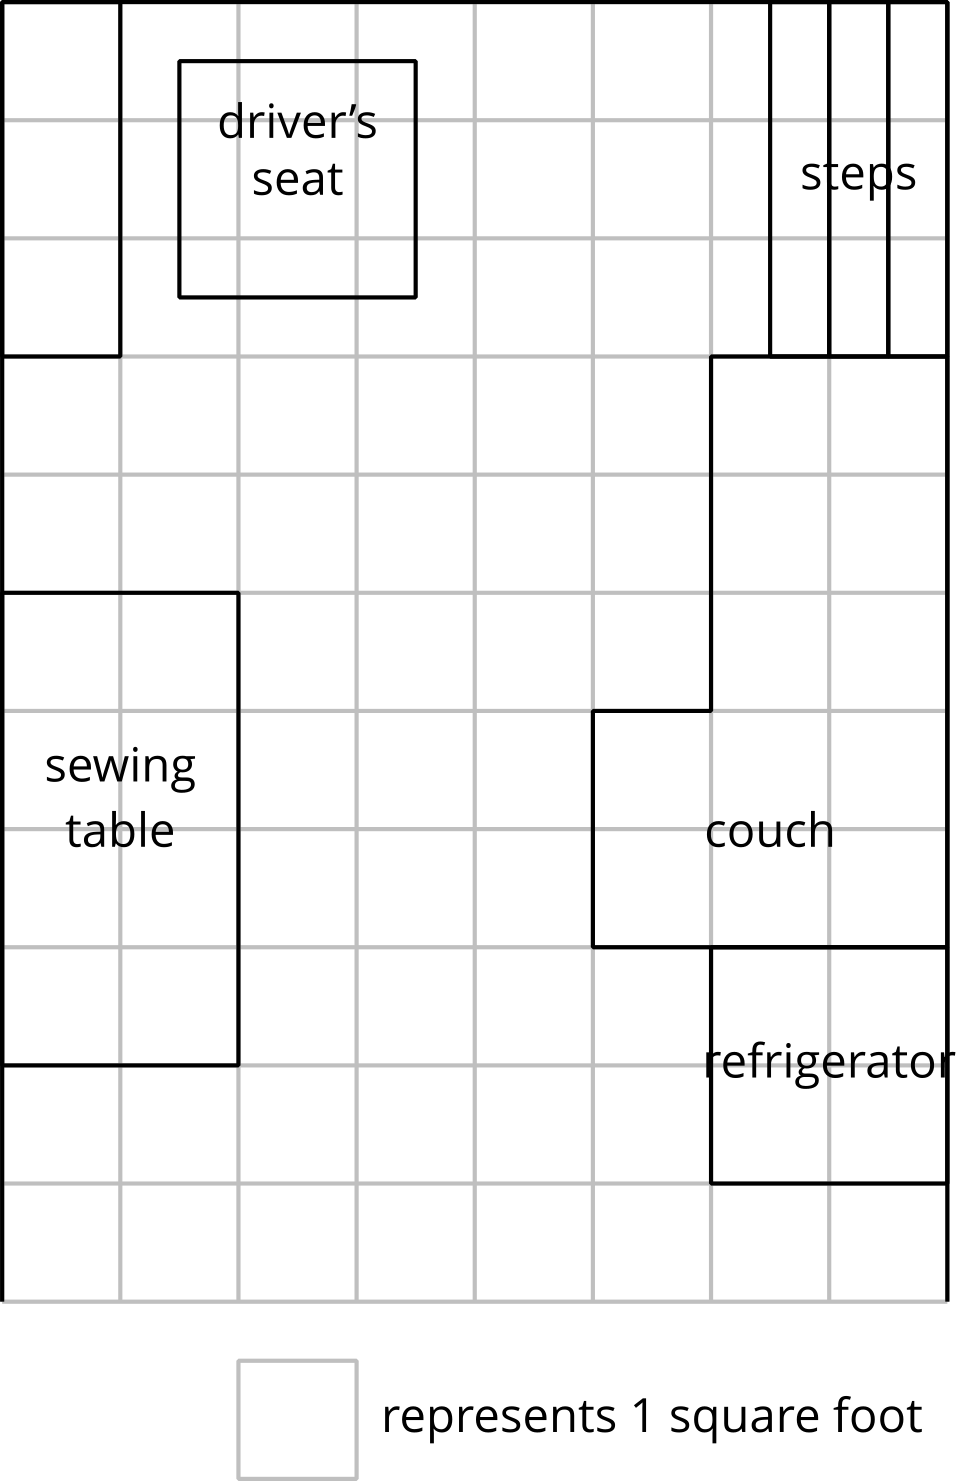 driver’s
seat
steps
sewing
table
couch
refrigerator
represents 1 square foot